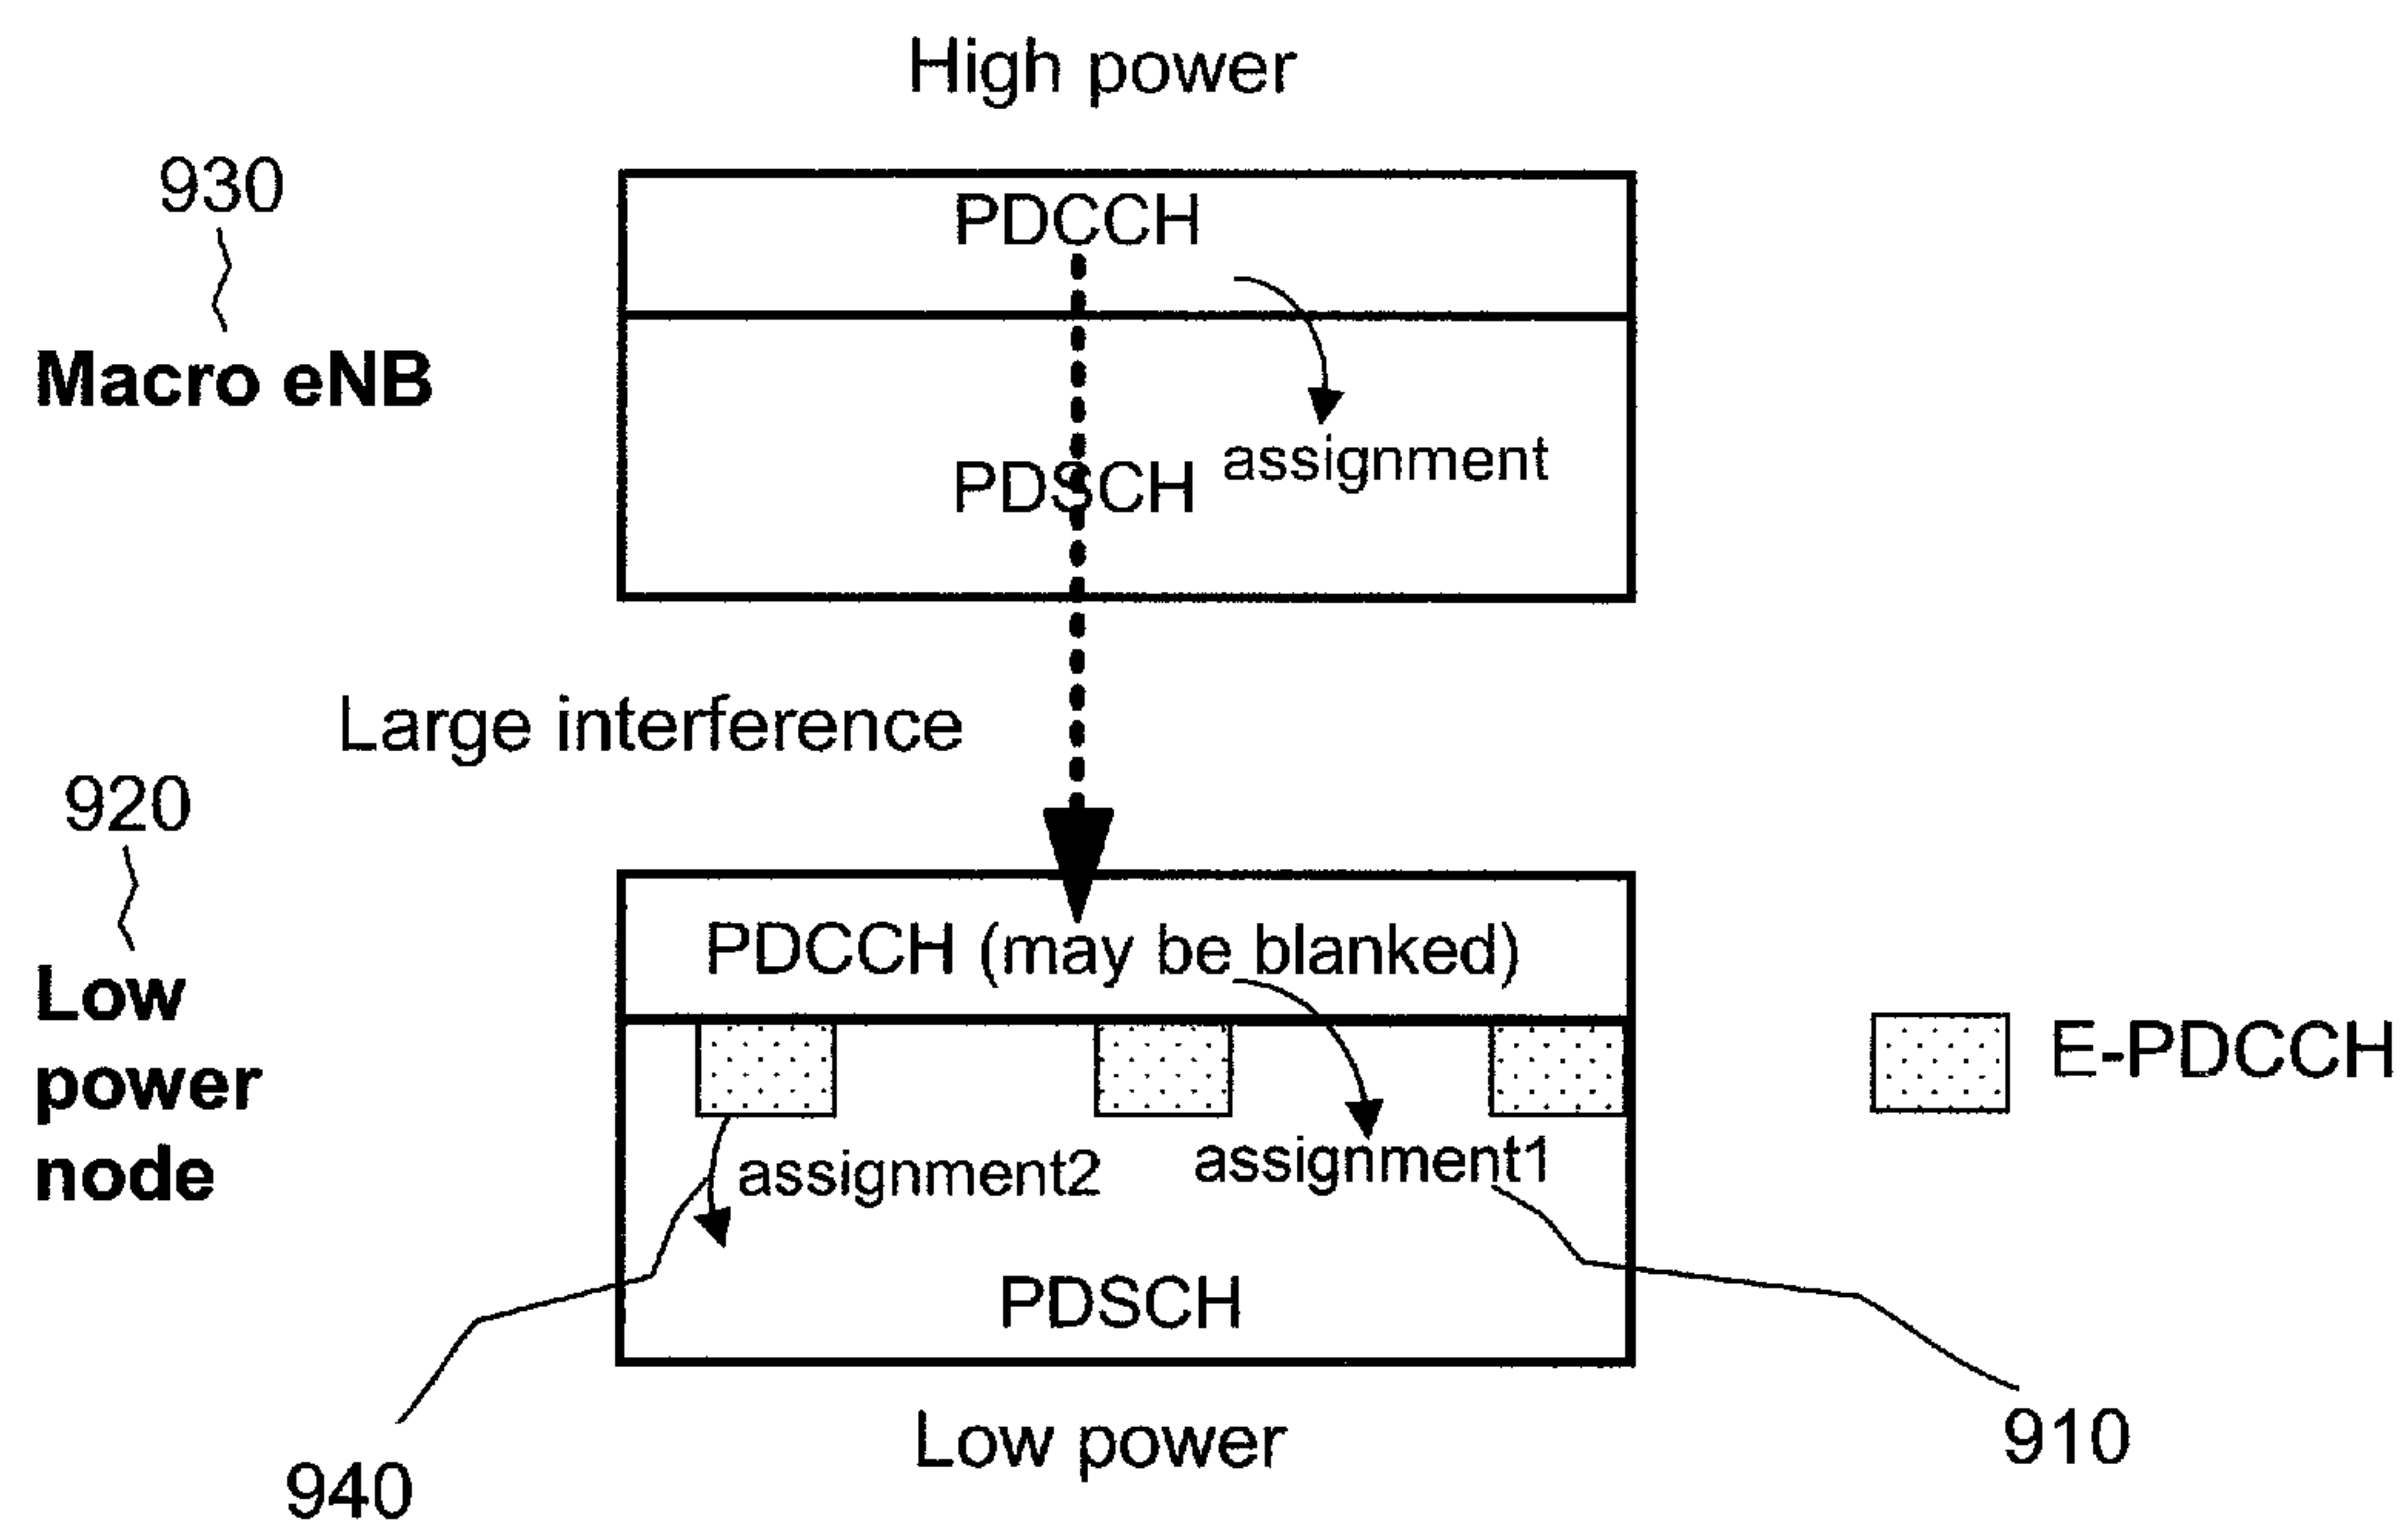 High power
930
PDCCH
Macro eNB
assignment
PDSCH
Large interference
920
PDCCH (may be blanked)
Low
power
node
E-PDCCH
assignment2
assignment1
PDSCH
Low power
910
940